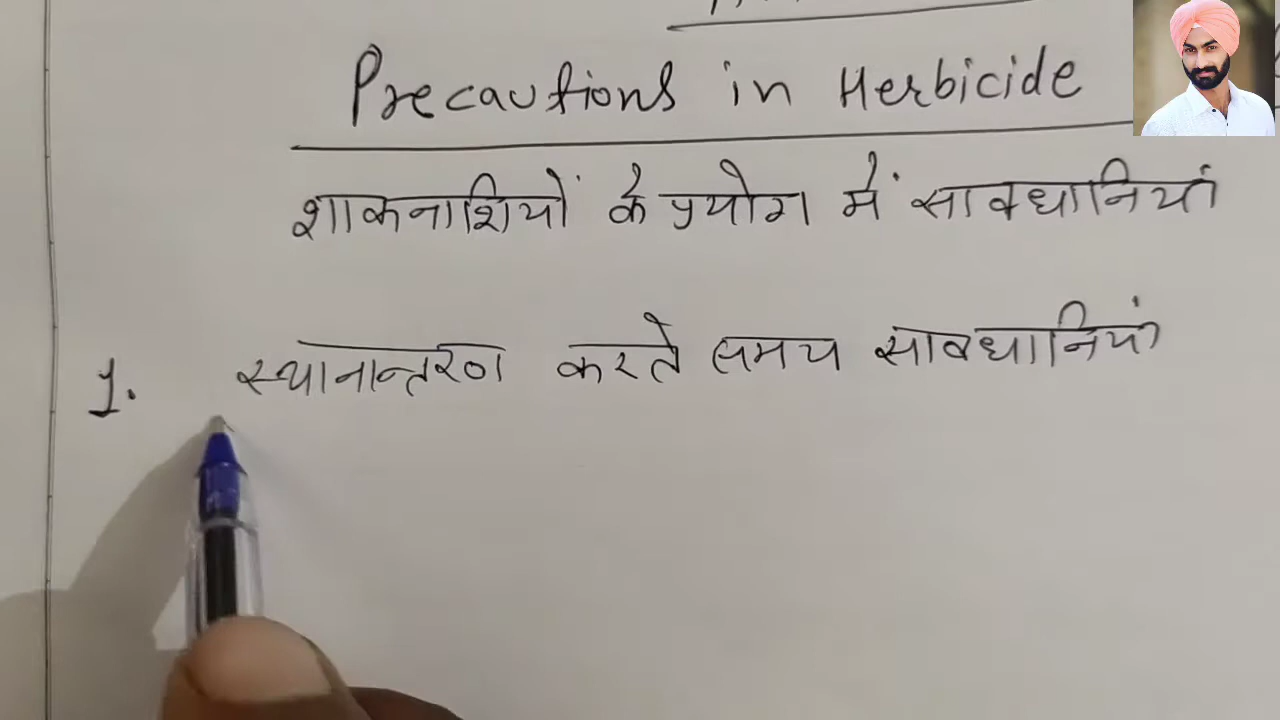 Precautions in Herbicide
शाकनाशियों के प्रयोग में सावधानियां
1. स्थानान्तरण करते समय सावधानियां